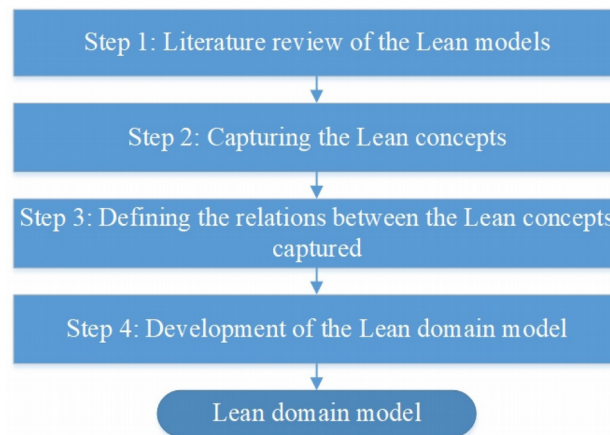 Step 1: Literature review of the Lean models
Step 2: Capturing the Lean concepts
Step 3: Defining the relations between the Lean concepts
captured
Step 4: Development of the Lean domain model
Lean domain model